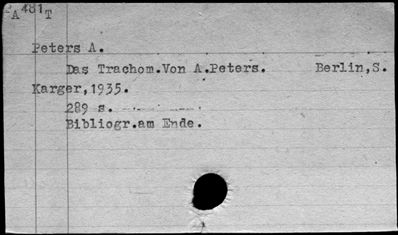 A 481 T
Peters A.
Das Trachom.Von A.Peters. Berlin,S.
Karger,1935.
289 s.
Bibliogr.am Ende.